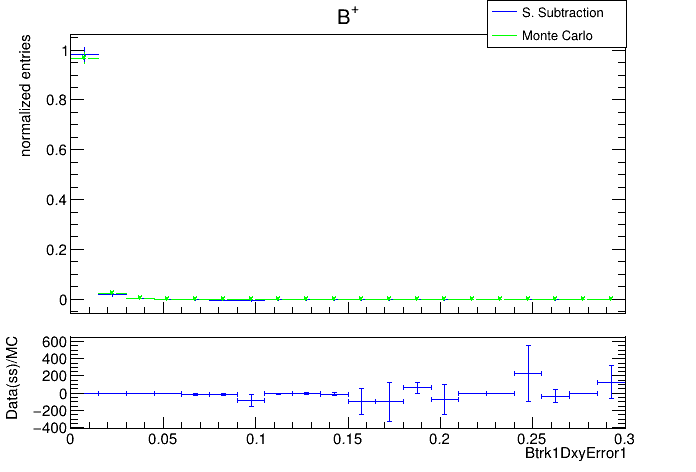 B+
S. Subtraction
Monte Carlo
normalized entries
1
0.8
0.6
0.4
0.2
0
Data(ss)/MC
600
400
200
0
−200
−400
0 0.05 0.1 0.15 0.2 0.25 0.3
Btrk1DxyError1